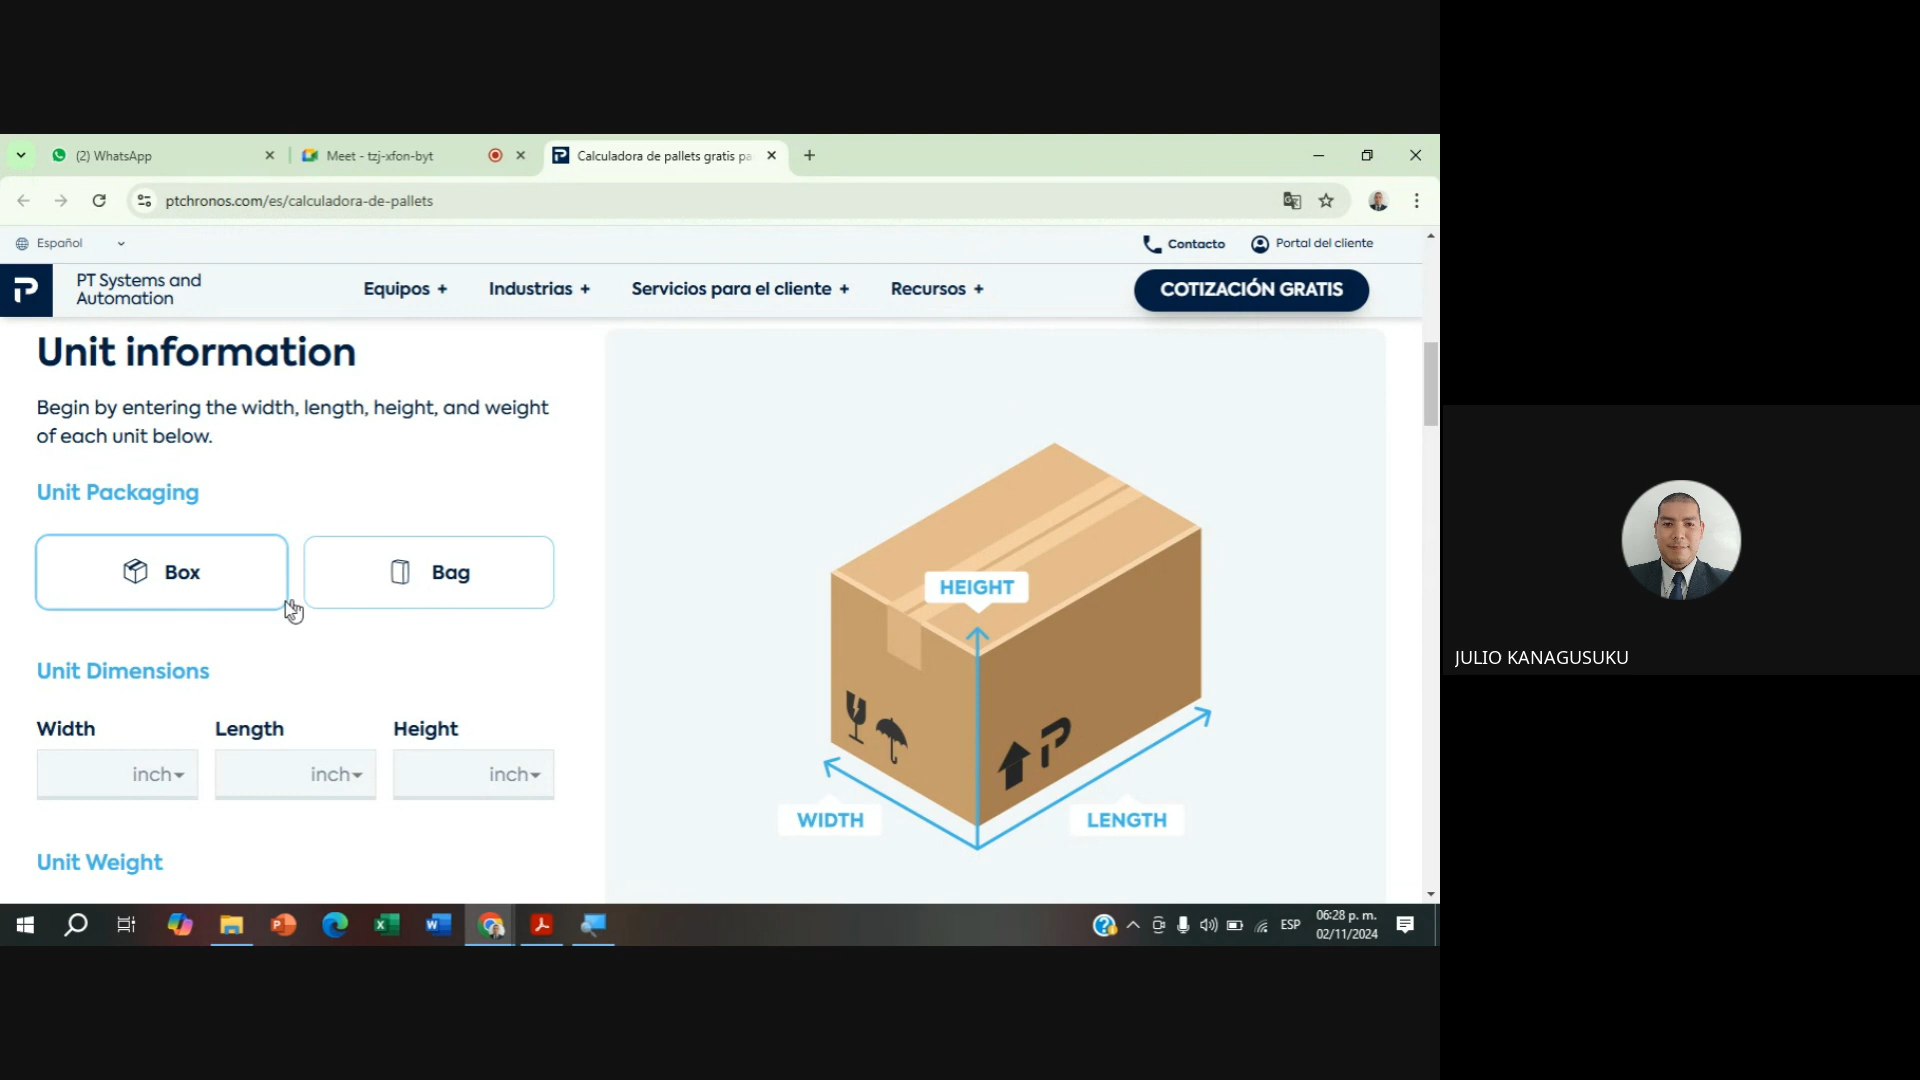 (2) WhatsApp
Meet - tzj-xfon-byt
Calculadora de pallets gratis pa
ptchronos.com/es/calculadora-de-pallets
Español
Contacto
Portal del cliente
PT Systems and
Automation
Equipos +
Industrias +
Servicios para el cliente +
Recursos +
COTIZACIÓN GRATIS
Unit information
Begin by entering the width, length, height, and weight
of each unit below.
Unit Packaging
Box
Bag
Unit Dimensions
Width
Length
Height
inch
inch
inch
Unit Weight
HEIGHT
WIDTH
LENGTH
ESP
06:28 p. m.
02/11/2024
JULIO KANAGUSUKU